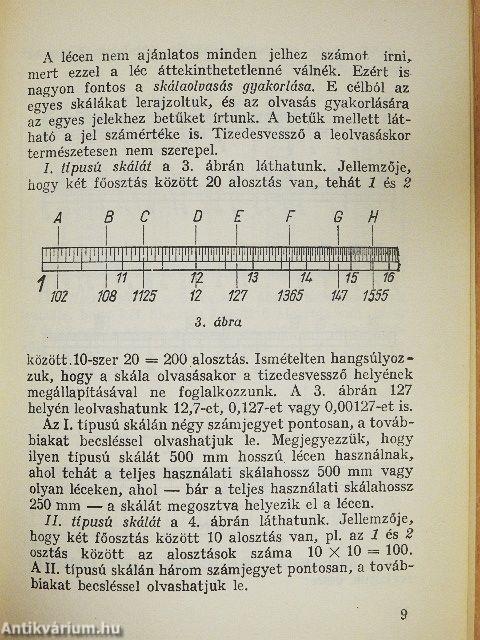 A lécen nem ajánlatos minden jelhez számot írni,
mert ezzel a léc áttekinthetetlenné válnék. Ezért is
nagyon fontos a skálaolvasás gyakorlása. E célból az
egyes skálákat lerajzoltuk, és az olvasás gyakorlására
az egyes jelekhez betűket írtunk. A betűk mellett lát-
ható a jel számértéke is. Tizedesvessző a leolvasáskor
természetesen nem szerepel.
I. típusú skálát a 3. ábrán láthatunk. Jellemzője,
hogy két főosztás között 20 alosztás van, tehát 1 és 2
A B C D E F G H
1 11 12 13 14 15 16
102 108 1125 12 127 1365 147 1555
3. ábra
között 10-szer 20 = 200 alosztás. Ismételten hangsúlyoz-
zuk, hogy a skála olvasásakor a tizedesvessző helyének
megállapításával ne foglalkozzunk. A 3. ábrán 127
helyén leolvashatunk 12,7-et, 0,127-et vagy 0,00127-et is.
Az I. típusú skálán négy számjegyet pontosan, a továb-
biakat becsléssel olvashatjuk le. Megjegyezzük, hogy
ilyen típusú skálát 500 mm hosszú lécen használnak,
ahol tehát a teljes használati skálahossz 500 mm vagy
olyan léceken, ahol — bár a teljes használati skálahossz
250 mm — a skálát megosztva helyezik el a lécen.
II. típusú skálát a 4. ábrán láthatunk. Jellemzője,
hogy két főosztás között 10 alosztás van, pl. az 1 és 2
osztás között az alosztások száma 10 × 10 = 100.
A II. típusú skálán három számjegyet pontosan, a továb-
biakat becsléssel olvashatjuk le.
9
Antikvárium.hu